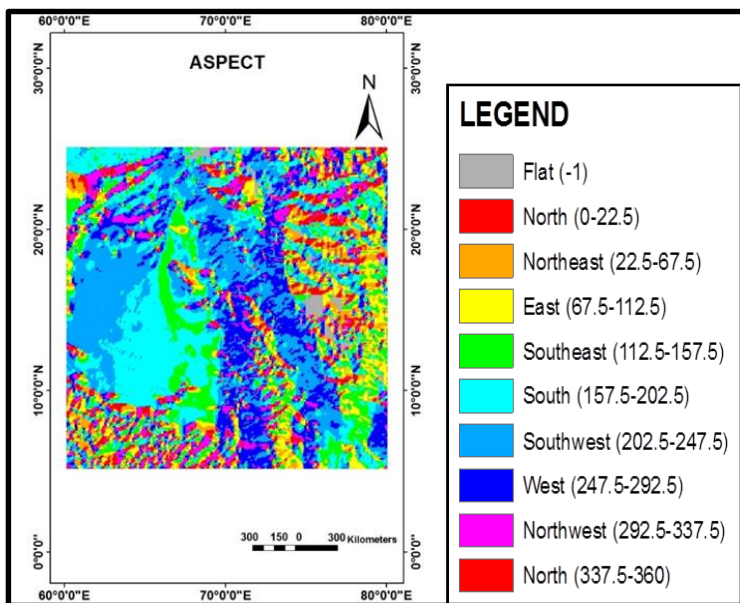 60°0'0"E 70°0'0"E 80°0'0"E
ASPECT
N
30°0'0"N 30°0'0"N
20°0'0"N 20°0'0"N
10°0'0"N 10°0'0"N
0°0'0"N 0°0'0"N
300 150 0 300 Kilometers
60°0'0"E 70°0'0"E 80°0'0"E
LEGEND
Flat (-1)
North (0-22.5)
Northeast (22.5-67.5)
East (67.5-112.5)
Southeast (112.5-157.5)
South (157.5-202.5)
Southwest (202.5-247.5)
West (247.5-292.5)
Northwest (292.5-337.5)
North (337.5-360)